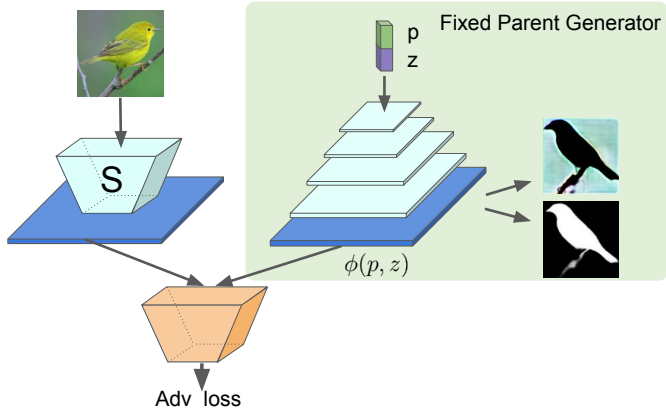 Fixed Parent Generator
p
z
S
ϕ(p, z)
Adv loss